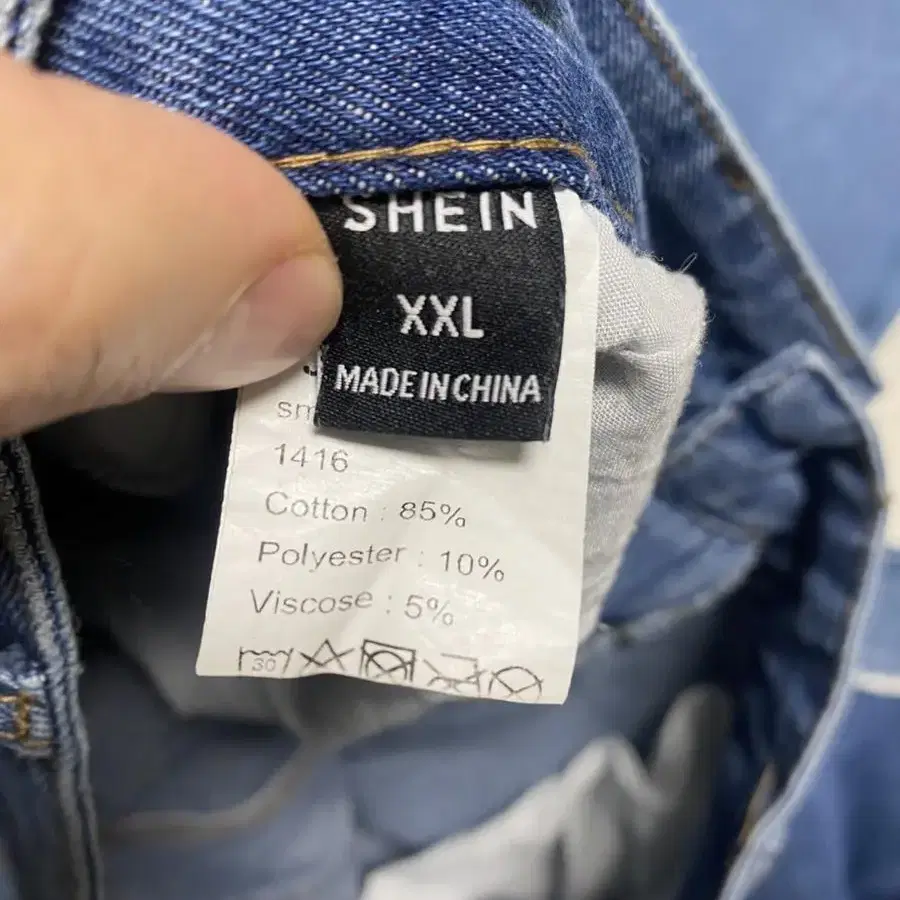 SHEIN
XXL
MADE IN CHINA
1416
Cotton : 85%
Polyester : 10%
Viscose : 5%
30